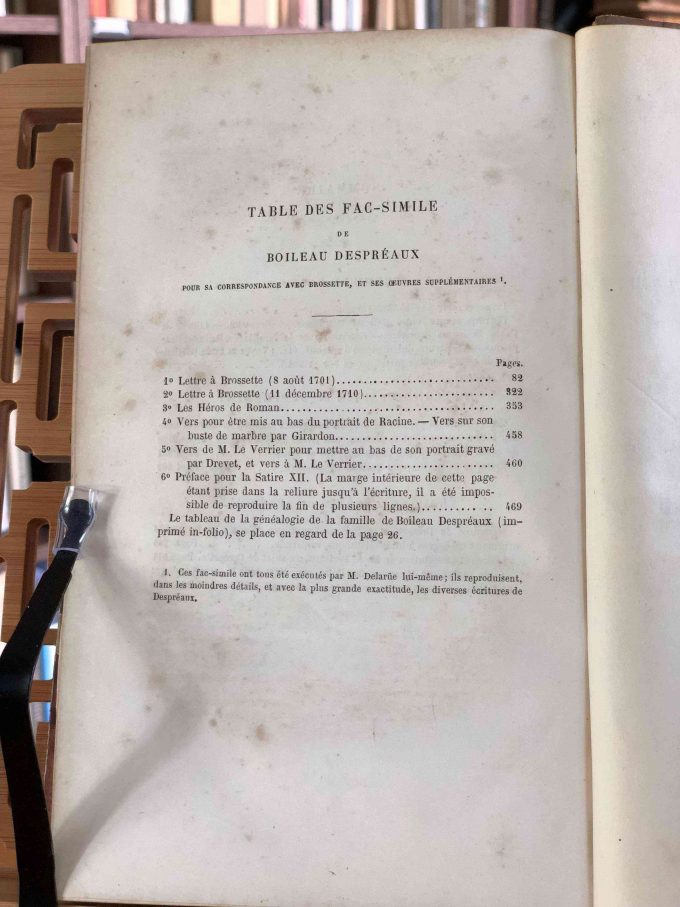 TABLE DES FAC-SIMILE
DE
BOILEAU DESPRÉAUX
POUR SA CORRESPONDANCE AVEC BROSSETTE, ET SES ŒUVRES SUPPLÉMENTAIRES 1.
Pages.
1º Lettre à Brossette (8 août 1701)............................ 82
2º Lettre à Brossette (11 décembre 1710)....................... 322
3º Les Héros de Roman...................................... 353
4º Vers pour être mis au bas du portrait de Racine. — Vers sur son
buste de marbre par Girardon............................ 458
5º Vers de M. Le Verrier pour mettre au bas de son portrait gravé
par Drevet, et vers à M. Le Verrier....................... 460
6º Préface pour la Satire XII. (La marge intérieure de cette page
étant prise dans la reliure jusqu'à l'écriture, il a été impos-
sible de reproduire la fin de plusieurs lignes.).......... .. 469
Le tableau de la généalogie de la famille de Boileau Despréaux (im-
primé in-folio), se place en regard de la page 26.
1. Ces fac-simile ont tous été exécutés par M. Delarüe lui-même; ils reproduisent,
dans les moindres détails, et avec la plus grande exactitude, les diverses écritures de
Despréaux.